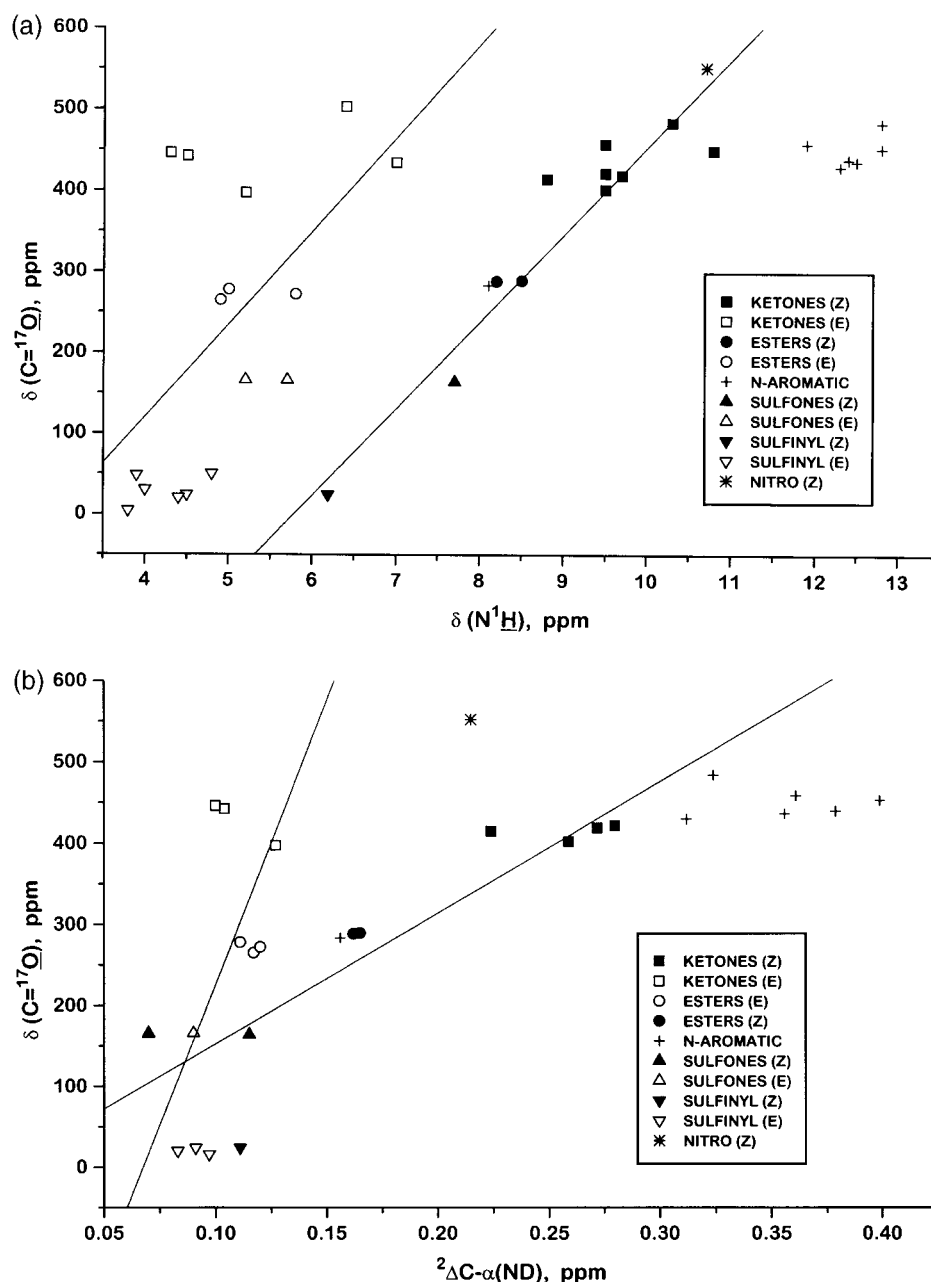 (a)
600
500
400
300
200
100
0
δ (C=¹⁷O), ppm
4 5 6 7 8 9 10 11 12 13
δ (N¹H), ppm
KETONES (Z)
KETONES (E)
ESTERS (Z)
ESTERS (E)
N-AROMATIC
SULFONES (Z)
SULFONES (E)
SULFINYL (Z)
SULFINYL (E)
NITRO (Z)
(b)
600
500
400
300
200
100
0
δ (C=¹⁷O), ppm
0.05 0.10 0.15 0.20 0.25 0.30 0.35 0.40
²ΔC-α(ND), ppm
KETONES (Z)
KETONES (E)
ESTERS (E)
ESTERS (Z)
N-AROMATIC
SULFONES (Z)
SULFONES (E)
SULFINYL (Z)
SULFINYL (E)
NITRO (Z)